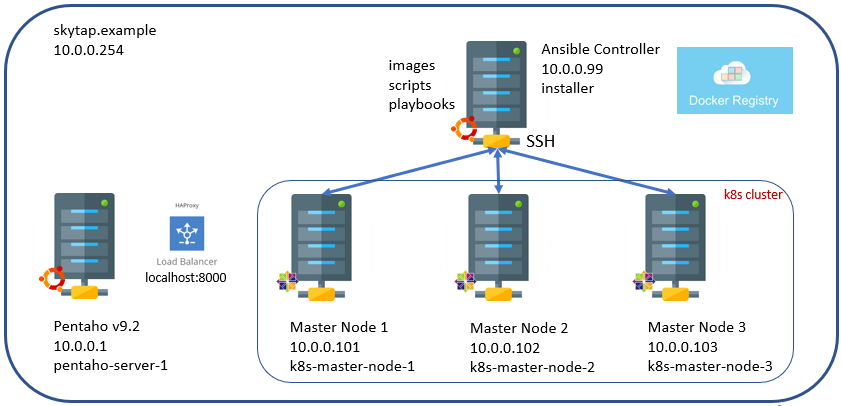 skytap.example
10.0.0.254
images
scripts
playbooks
Ansible Controller
10.0.0.99
installer
Docker Registry
SSH
k8s cluster
HAProxy
Load Balancer
localhost:8000
Pentaho v9.2
10.0.0.1
pentaho-server-1
Master Node 1
10.0.0.101
k8s-master-node-1
Master Node 2
10.0.0.102
k8s-master-node-2
Master Node 3
10.0.0.103
k8s-master-node-3